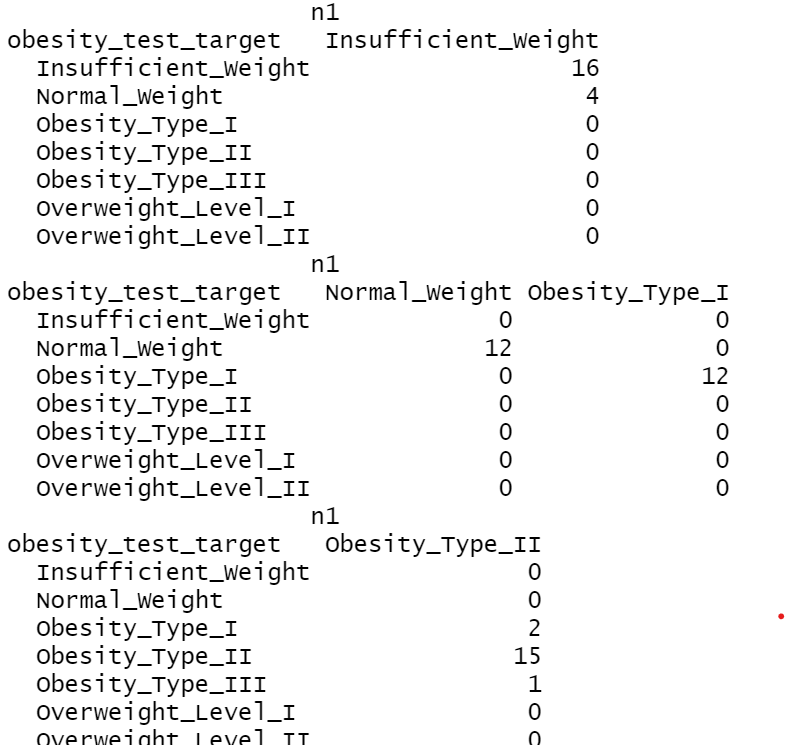 n1
obesity_test_target Insufficient_Weight
Insufficient_Weight 16
Normal_Weight 4
Obesity_Type_I 0
Obesity_Type_II 0
Obesity_Type_III 0
Overweight_Level_I 0
Overweight_Level_II 0
n1
obesity_test_target Normal_Weight Obesity_Type_I
Insufficient_Weight 0 0
Normal_Weight 12 0
Obesity_Type_I 0 12
Obesity_Type_II 0 0
Obesity_Type_III 0 0
Overweight_Level_I 0 0
Overweight_Level_II 0 0
n1
obesity_test_target Obesity_Type_II
Insufficient_Weight 0
Normal_Weight 0
Obesity_Type_I 2
Obesity_Type_II 15
Obesity_Type_III 1
Overweight_Level_I 0
Overweight_Level_II 0